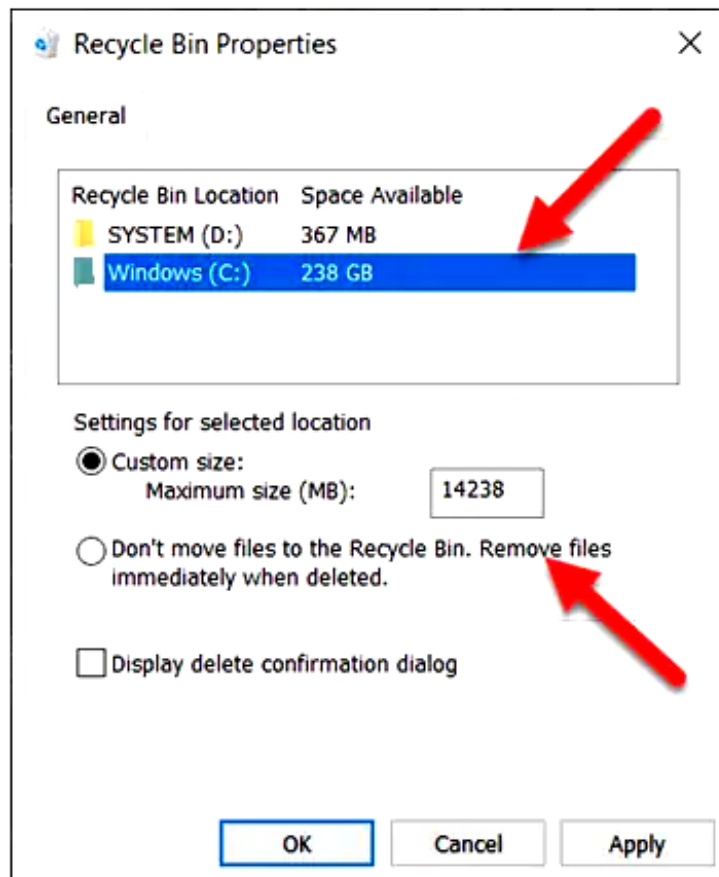 Recycle Bin Properties
General
Recycle Bin Location Space Available
SYSTEM (D:) 367 MB
Windows (C:) 238 GB
Settings for selected location
Custom size:
Maximum size (MB): 14238
Don't move files to the Recycle Bin. Remove files
immediately when deleted.
Display delete confirmation dialog
OK Cancel Apply